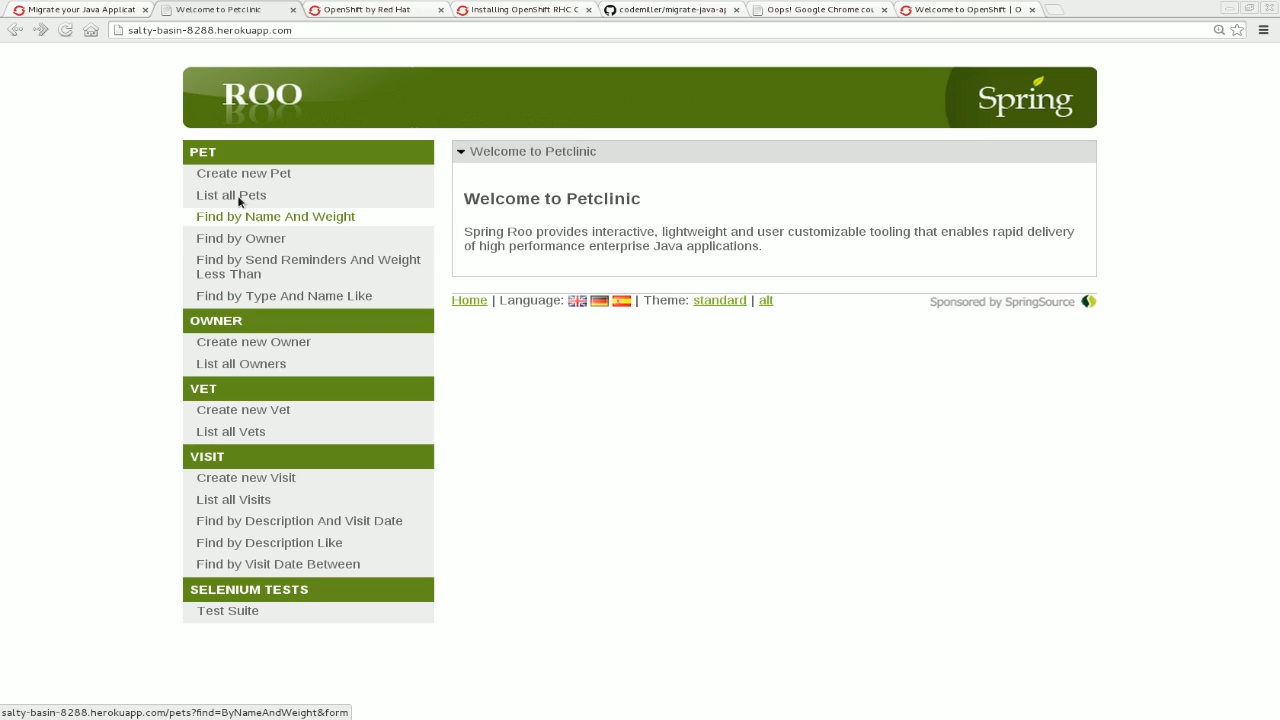 Migrate your Java Applicat
Welcome to Petclinic
OpenShift by Red Hat
Installing OpenShift RHC C
codemiller/migrate-java-ap
Oops! Google Chrome cou
Welcome to OpenShift | O
salty-basin-8288.herokuapp.com
ROO
Spring
PET
Create new Pet
List all Pets
Find by Name And Weight
Find by Owner
Find by Send Reminders And Weight
Less Than
Find by Type And Name Like
OWNER
Create new Owner
List all Owners
VET
Create new Vet
List all Vets
VISIT
Create new Visit
List all Visits
Find by Description And Visit Date
Find by Description Like
Find by Visit Date Between
SELENIUM TESTS
Test Suite
Welcome to Petclinic
Welcome to Petclinic
Spring Roo provides interactive, lightweight and user customizable tooling that enables rapid delivery
of high performance enterprise Java applications.
Home | Language: | Theme: standard | alt
Sponsored by SpringSource
salty-basin-8288.herokuapp.com/pets?find=ByNameAndWeight&form